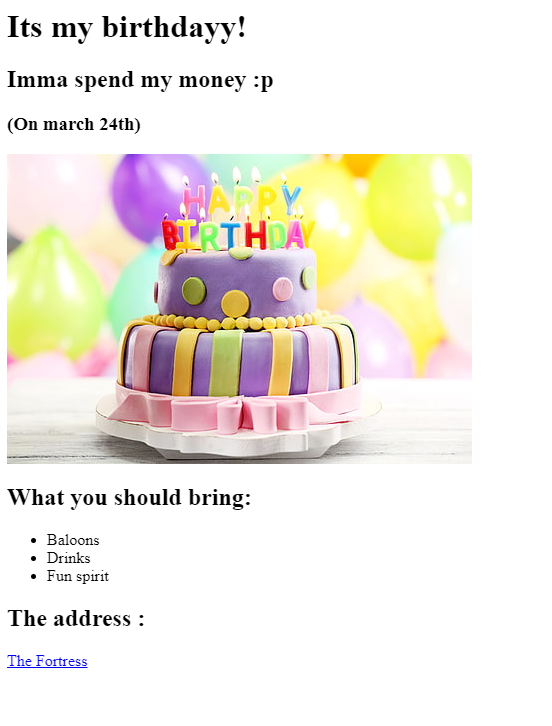 Its my birthdayy!
Imma spend my money :p
(On march 24th)
HAPPY
BIRTHDAY
What you should bring:
Baloons
Drinks
Fun spirit
The address :
The Fortress